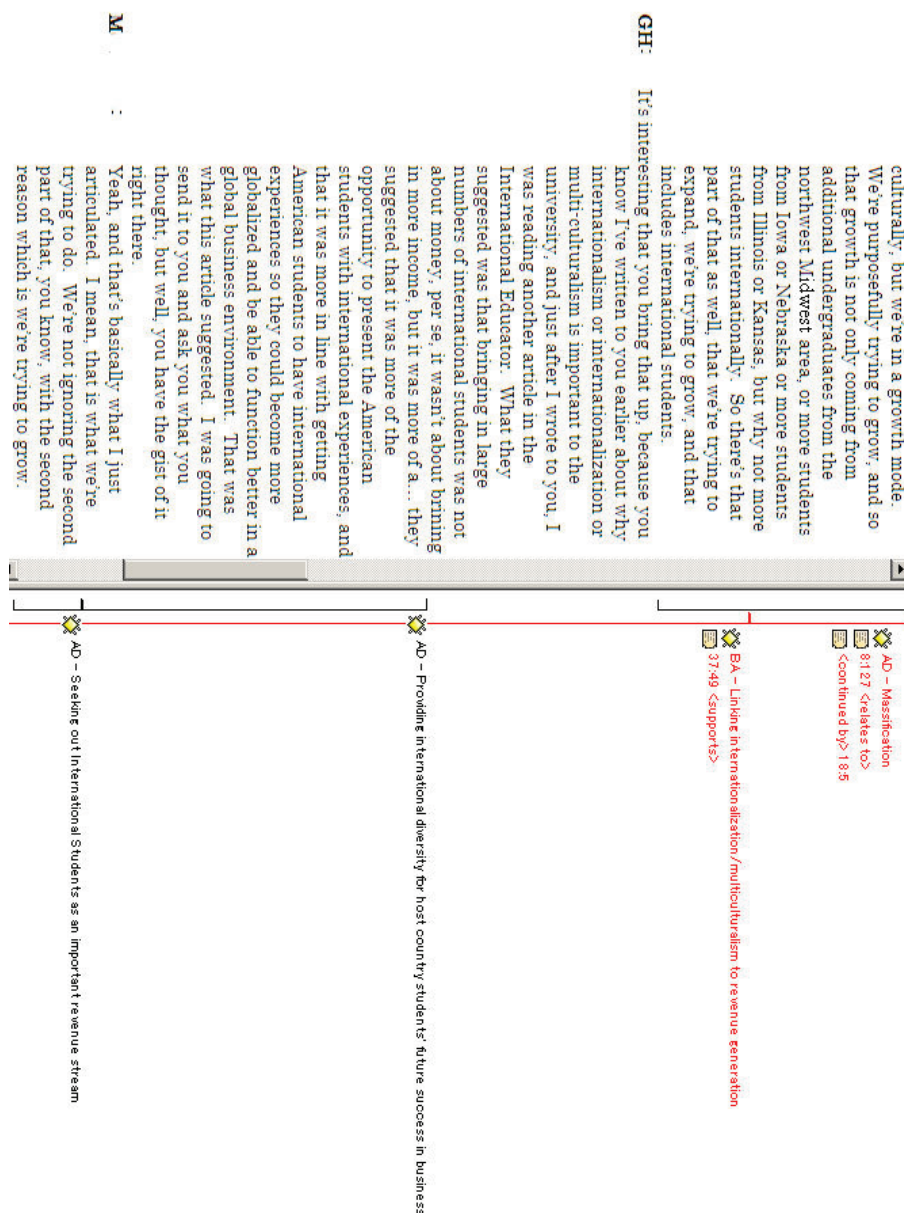 culturally, but we're in a growth mode.
We're purposefully trying to grow, and so
that growth is not only coming from
additional undergraduates from the
northwest Midwest area, or more students
from Iowa or Nebraska or more students
from Illinois or Kansas, but why not more
students internationally. So there's that
part of that as well, that we're trying to
expand, we're trying to grow, and that
includes international students.
GH: It's interesting that you bring that up, because you
know I've written to you earlier about why
internationalism or internationalization or
multi-culturalism is important to the
university, and just after I wrote to you, I
was reading another article in the
International Educator. What they
suggested was that bringing in large
numbers of international students was not
about money, per se, it wasn't about brining
in more income, but it was more of a... they
suggested that it was more of the
opportunity to present the American
students with international experiences, and
that it was more in line with getting
American students to have international
experiences so they could become more
globalized and be able to function better in a
global business environment. That was
what this article suggested. I was going to
send it to you and ask you what you
thought, but well, you have the gist of it
right there.
M :
Yeah, and that's basically what I just
articulated. I mean, that is what we're
trying to do. We're not ignoring the second
part of that, you know, with the second
reason which is we're trying to grow.
AD - Massification
8:127 <relates to>
<continued by> 18:5
BA - Linking internationalization/multiculturalism to revenue generation
37:49 <supports>
AD - Providing international diversity for host country students' future success in business
AD - Seeking out International Students as an important revenue stream